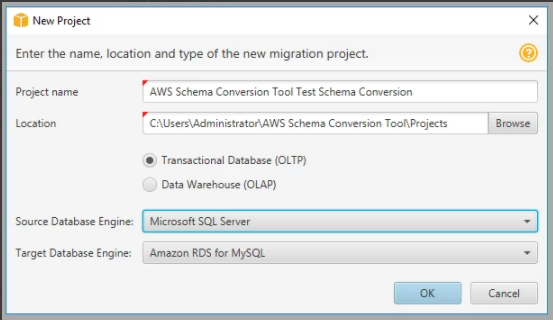 New Project
Enter the name, location and type of the new migration project.
?
Project name AWS Schema Conversion Tool Test Schema Conversion
Location C:\Users\Administrator\AWS Schema Conversion Tool\Projects Browse
Transactional Database (OLTP)
Data Warehouse (OLAP)
Source Database Engine: Microsoft SQL Server
Target Database Engine: Amazon RDS for MySQL
OK Cancel